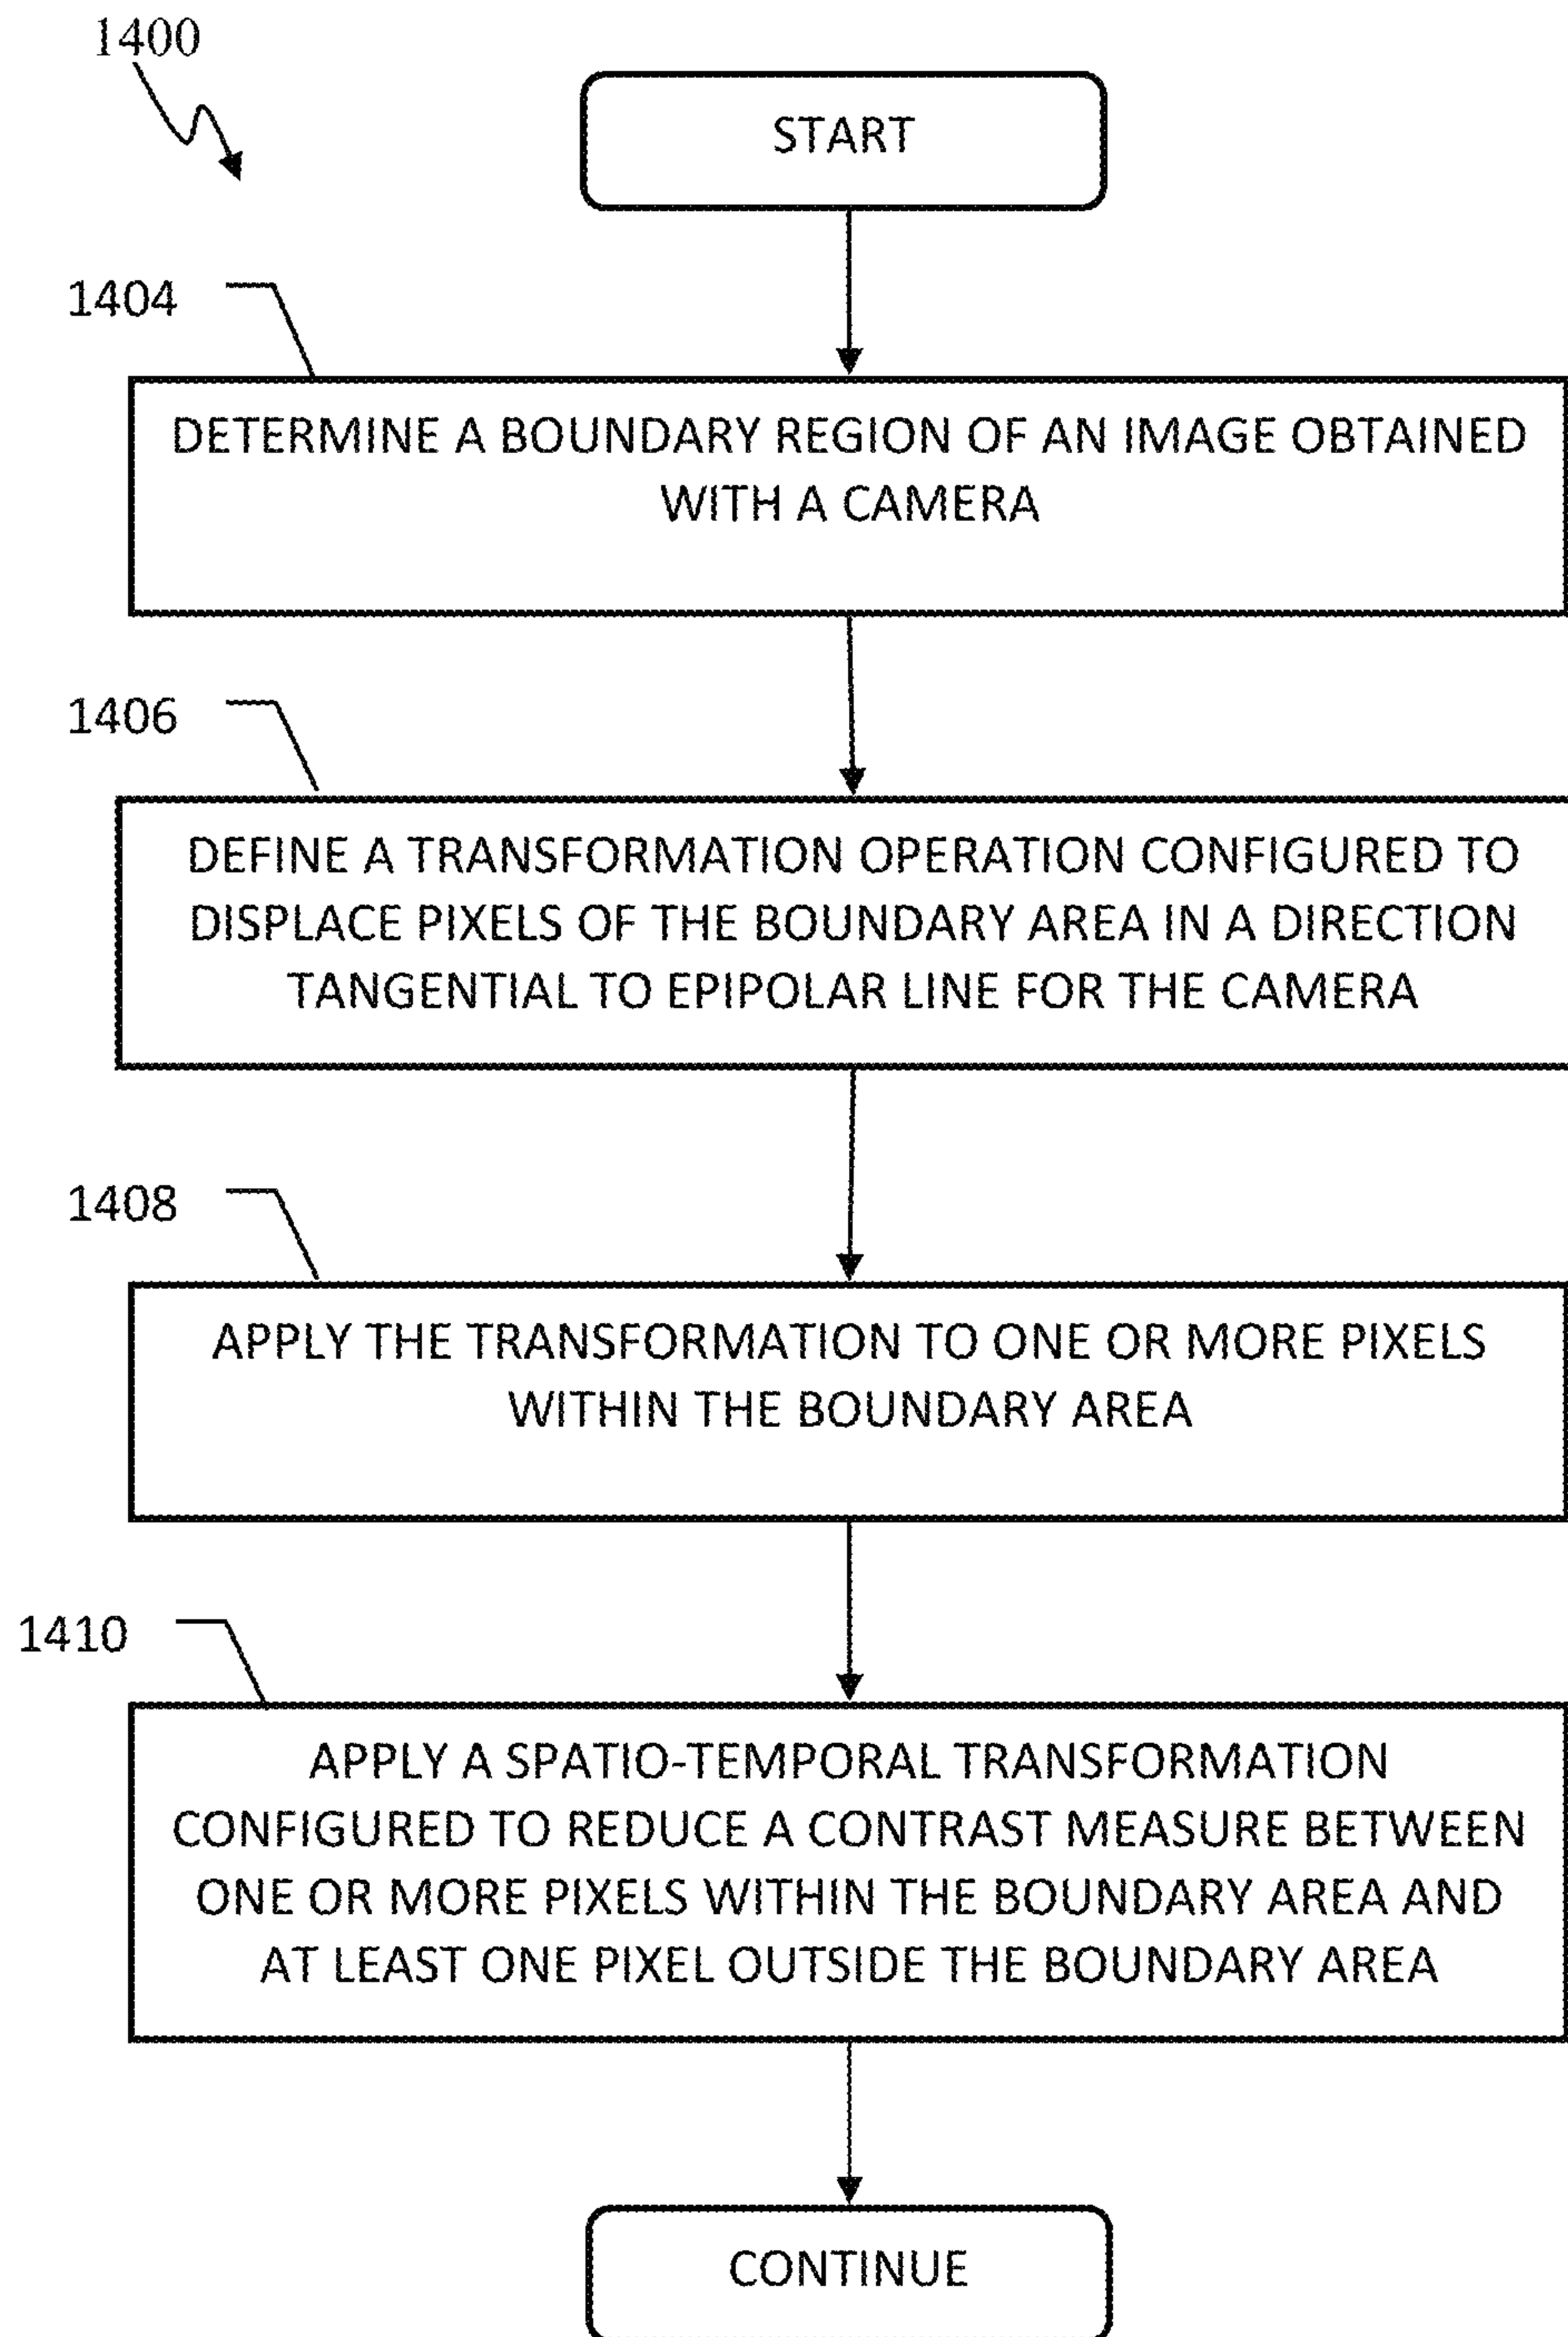 1400
START
1404
DETERMINE A BOUNDARY REGION OF AN IMAGE OBTAINED
WITH A CAMERA
1406
DEFINE A TRANSFORMATION OPERATION CONFIGURED TO
DISPLACE PIXELS OF THE BOUNDARY AREA IN A DIRECTION
TANGENTIAL TO EPIPOLAR LINE FOR THE CAMERA
1408
APPLY THE TRANSFORMATION TO ONE OR MORE PIXELS
WITHIN THE BOUNDARY AREA
1410
APPLY A SPATIO-TEMPORAL TRANSFORMATION
CONFIGURED TO REDUCE A CONTRAST MEASURE BETWEEN
ONE OR MORE PIXELS WITHIN THE BOUNDARY AREA AND
AT LEAST ONE PIXEL OUTSIDE THE BOUNDARY AREA
CONTINUE